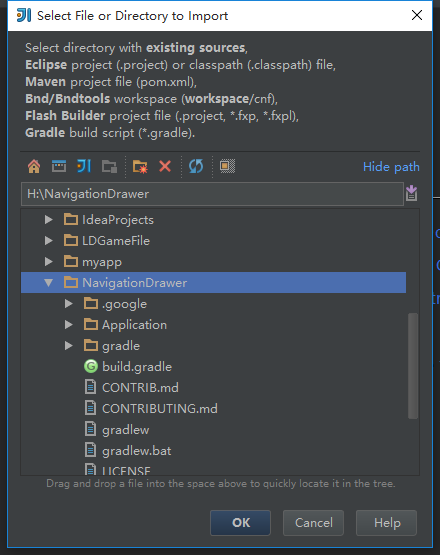 Select File or Directory to Import
Select directory with existing sources,
Eclipse project (.project) or classpath (.classpath) file,
Maven project file (pom.xml),
Bnd/Bndtools workspace (workspace/cnf),
Flash Builder project file (.project, *.fxp, *.fxpl),
Gradle build script (*.gradle).
Hide path
H:\NavigationDrawer
IdeaProjects
LDGameFile
myapp
NavigationDrawer
.google
Application
gradle
build.gradle
CONTRIB.md
CONTRIBUTING.md
gradlew
gradlew.bat
LICENSE
Drag and drop a file into the space above to quickly locate it in the tree.
OK
Cancel
Help